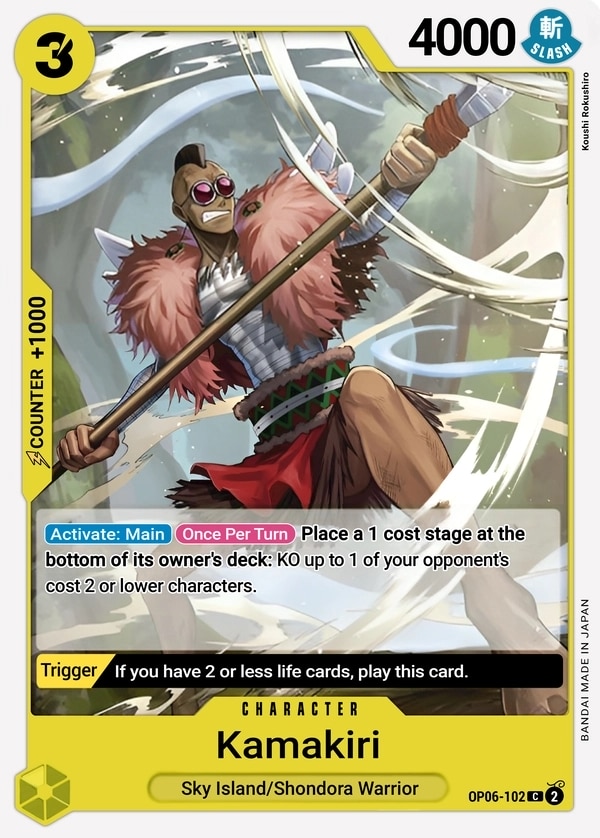 3
4000
斬
SLASH
Koushi Rokushiro
COUNTER +1000
Activate: Main Once Per Turn Place a 1 cost stage at the
bottom of its owner's deck: KO up to 1 of your opponent's
cost 2 or lower characters.
Trigger If you have 2 or less life cards, play this card.
CHARACTER
Kamakiri
Sky Island/Shondora Warrior
OP06-102 C 2
BANDAI MADE IN JAPAN